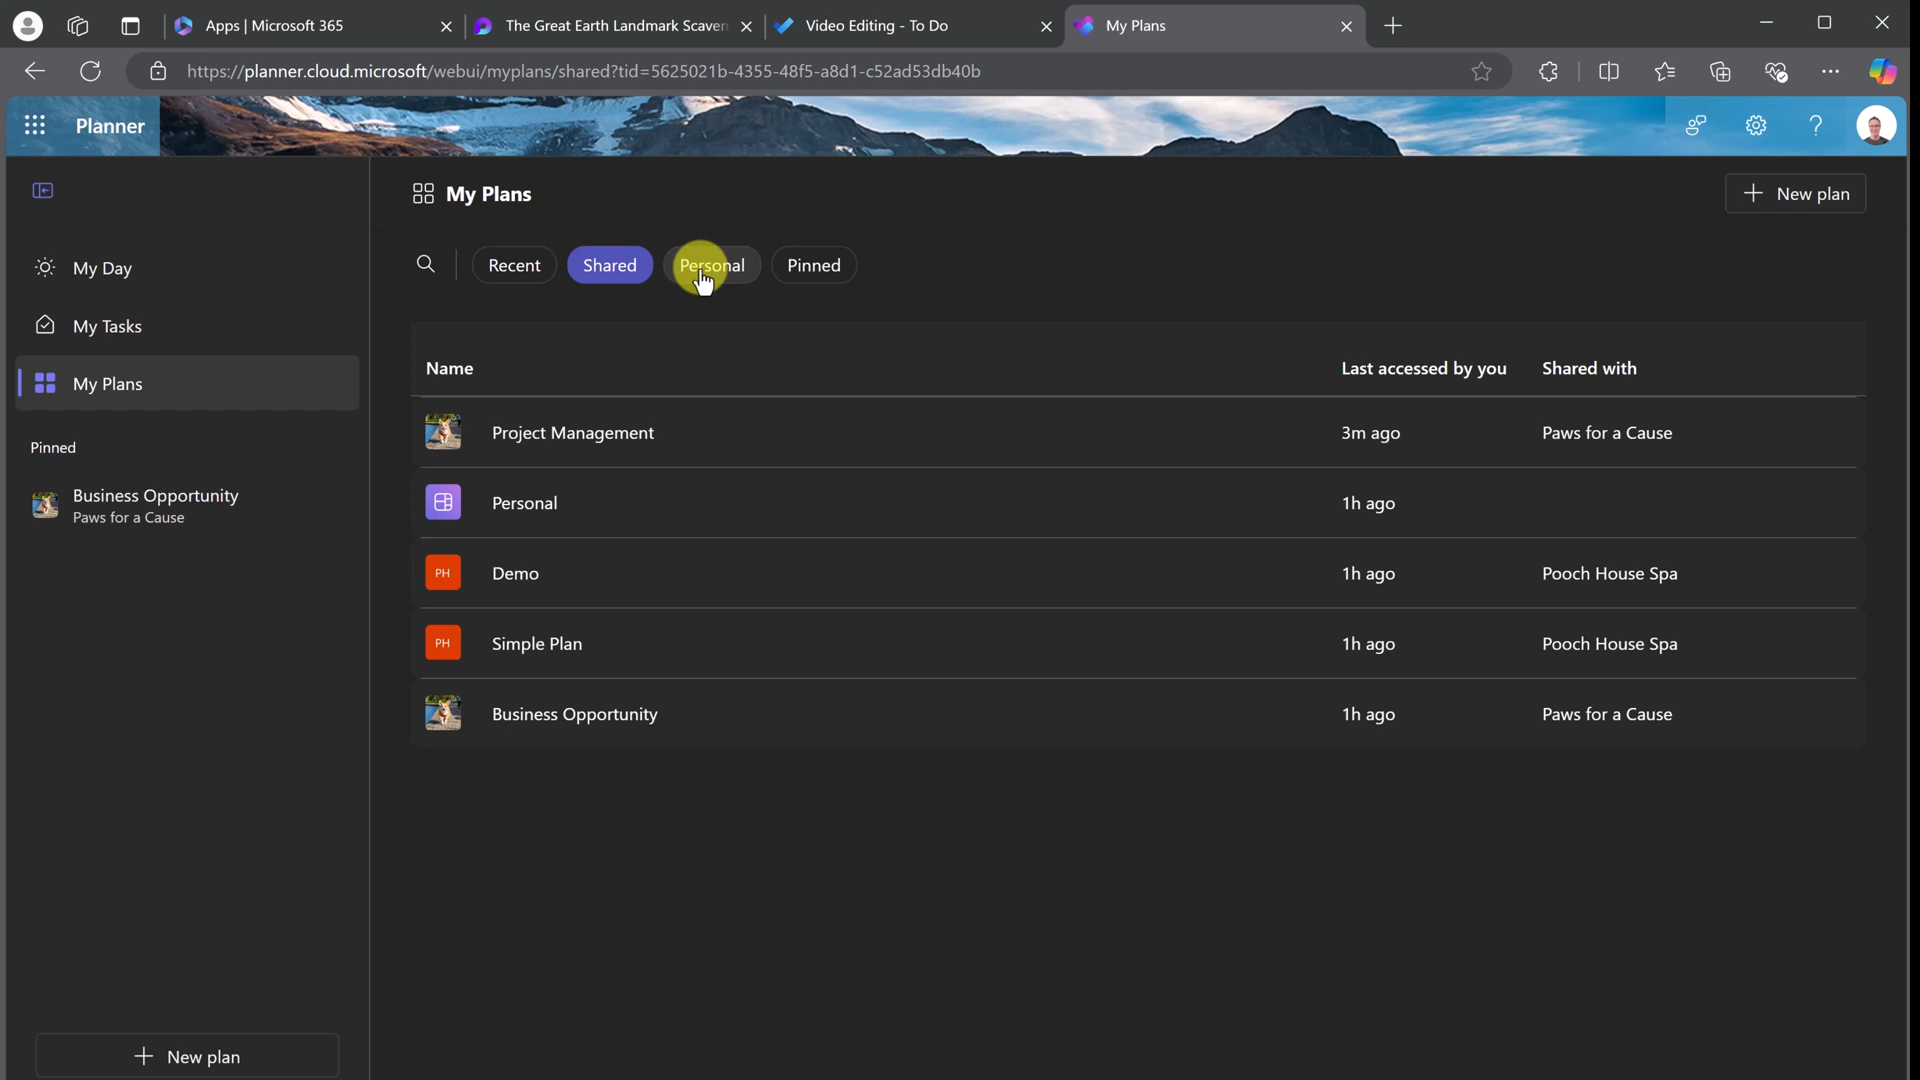 Apps | Microsoft 365
The Great Earth Landmark Scaven
Video Editing - To Do
My Plans
https://planner.cloud.microsoft/webui/myplans/shared?tid=5625021b-4355-48f5-a8d1-c52ad53db40b
Planner
My Day
My Tasks
My Plans
Pinned
Business Opportunity
Paws for a Cause
+ New plan
My Plans
+ New plan
Recent
Shared
Personal
Pinned
Name Last accessed by you Shared with
Project Management 3m ago Paws for a Cause
Personal 1h ago
PH Demo 1h ago Pooch House Spa
PH Simple Plan 1h ago Pooch House Spa
Business Opportunity 1h ago Paws for a Cause